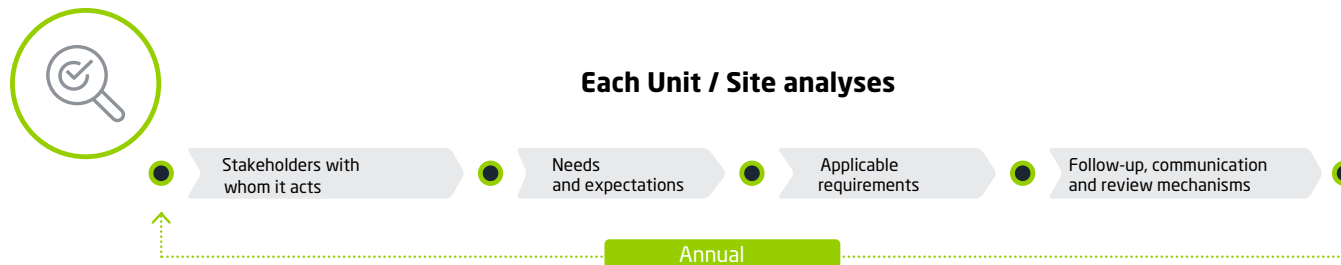 Each Unit / Site analyses
Stakeholders with
whom it acts
Needs
and expectations
Applicable
requirements
Follow-up, communication
and review mechanisms
Annual